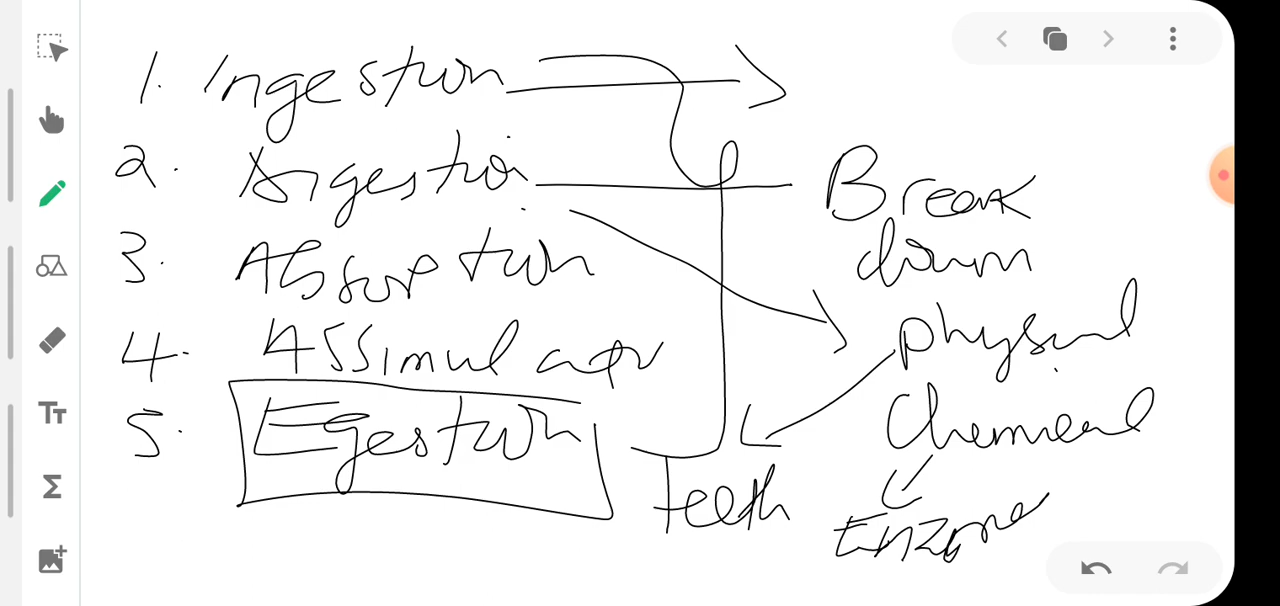 1. Ingestion
2. Digestion
3. Absorption
4. Assimilation
5. Egestion
Break
down
physical
chemical
Teeth
Enzyme